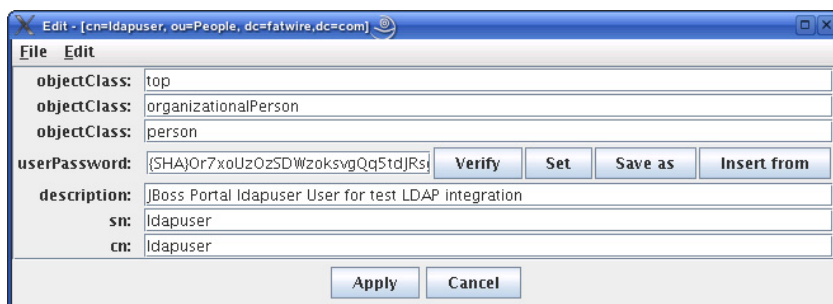 Edit - [cn=ldapuser, ou=People, dc=fatwire,dc=com]
File Edit
objectClass: top
objectClass: organizationalPerson
objectClass: person
userPassword: {SHA}Or7xoUzOzSDWzoksvgQq5tdJRs Verify Set Save as Insert from
description: JBoss Portal ldapuser User for test LDAP integration
sn: ldapuser
cn: ldapuser
Apply Cancel